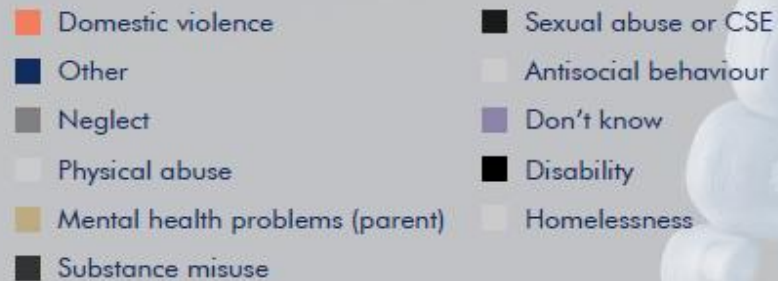 Domestic violence
Other
Neglect
Physical abuse
Mental health problems (parent)
Substance misuse
Sexual abuse or CSE
Antisocial behaviour
Don't know
Disability
Homelessness